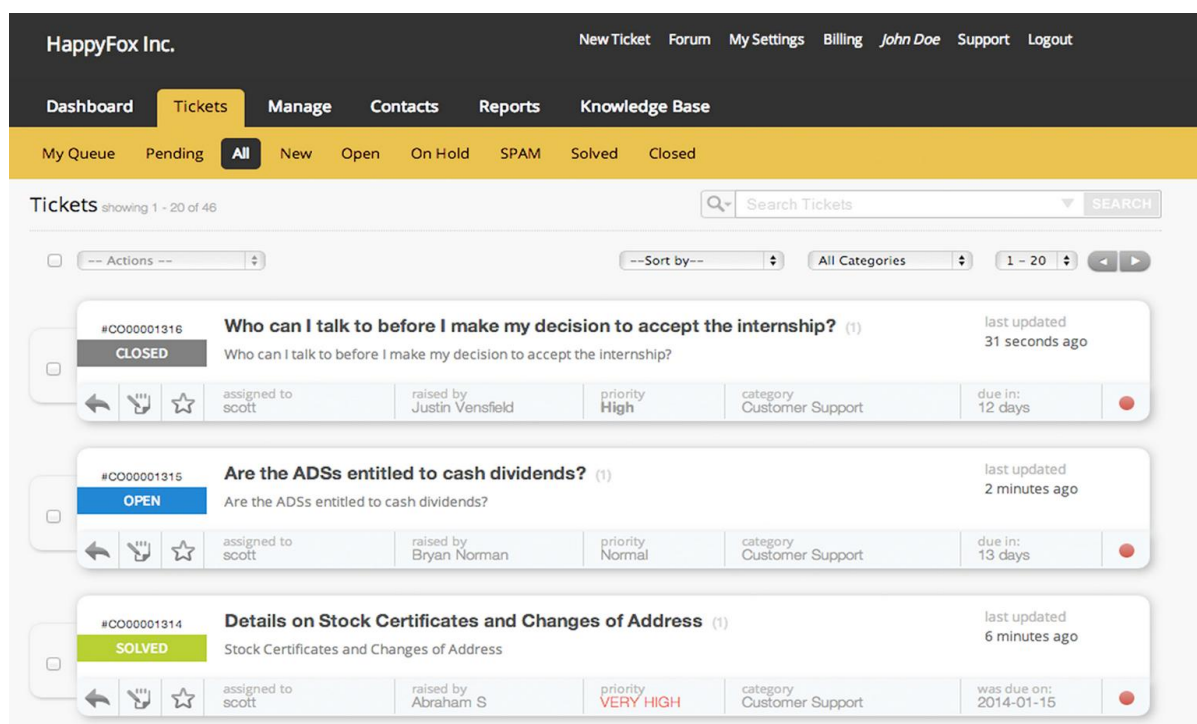 HappyFox Inc.
New Ticket Forum My Settings Billing John Doe Support Logout
Dashboard Tickets Manage Contacts Reports Knowledge Base
My Queue Pending All New Open On Hold SPAM Solved Closed
Tickets showing 1 - 20 of 46
Search Tickets SEARCH
-- Actions -- --Sort by-- All Categories 1 - 20
#CO00001316 Who can I talk to before I make my decision to accept the internship? (1) last updated
CLOSED Who can I talk to before I make my decision to accept the internship? 31 seconds ago
assigned to raised by priority category due in:
scott Justin Vensfield High Customer Support 12 days
#CO00001315 Are the ADSs entitled to cash dividends? (1) last updated
OPEN Are the ADSs entitled to cash dividends? 2 minutes ago
assigned to raised by priority category due in:
scott Bryan Norman Normal Customer Support 13 days
#CO00001314 Details on Stock Certificates and Changes of Address (1) last updated
SOLVED Stock Certificates and Changes of Address 6 minutes ago
assigned to raised by priority category was due on:
scott Abraham S VERY HIGH Customer Support 2014-01-15